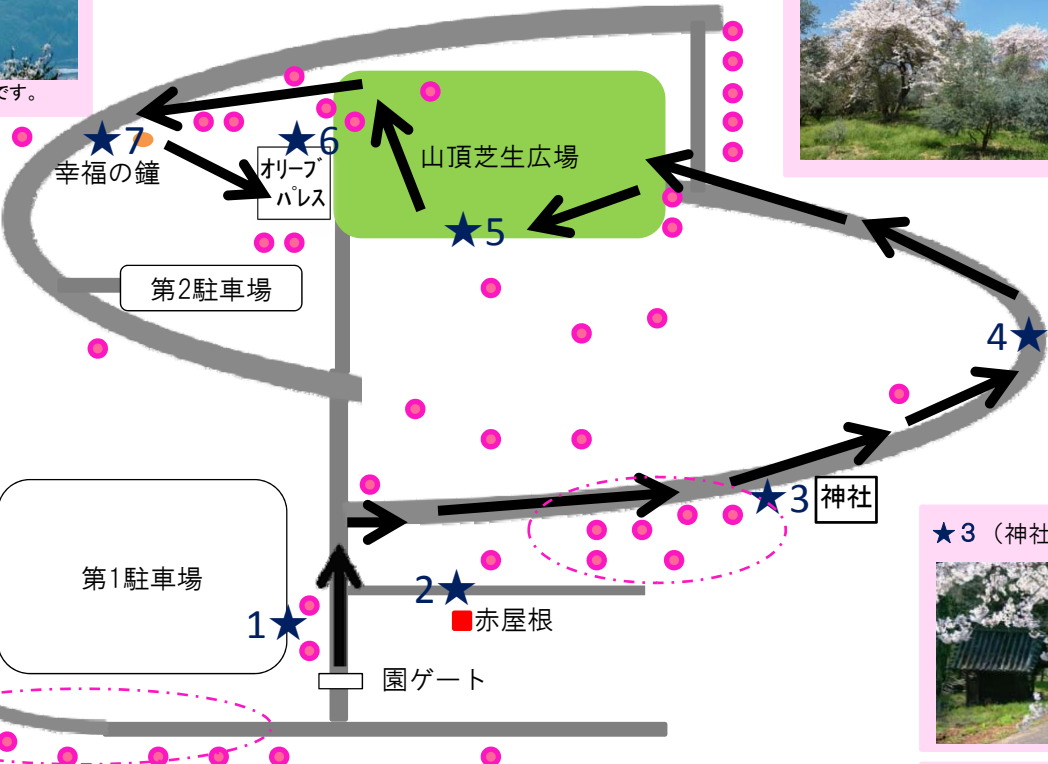 です。
★7
幸福の鐘
★6
オリーブ
パレス
山頂芝生広場
★5
第2駐車場
4★
★3
神社
★3（神社
第1駐車場
2★
赤屋根
1★
園ゲート